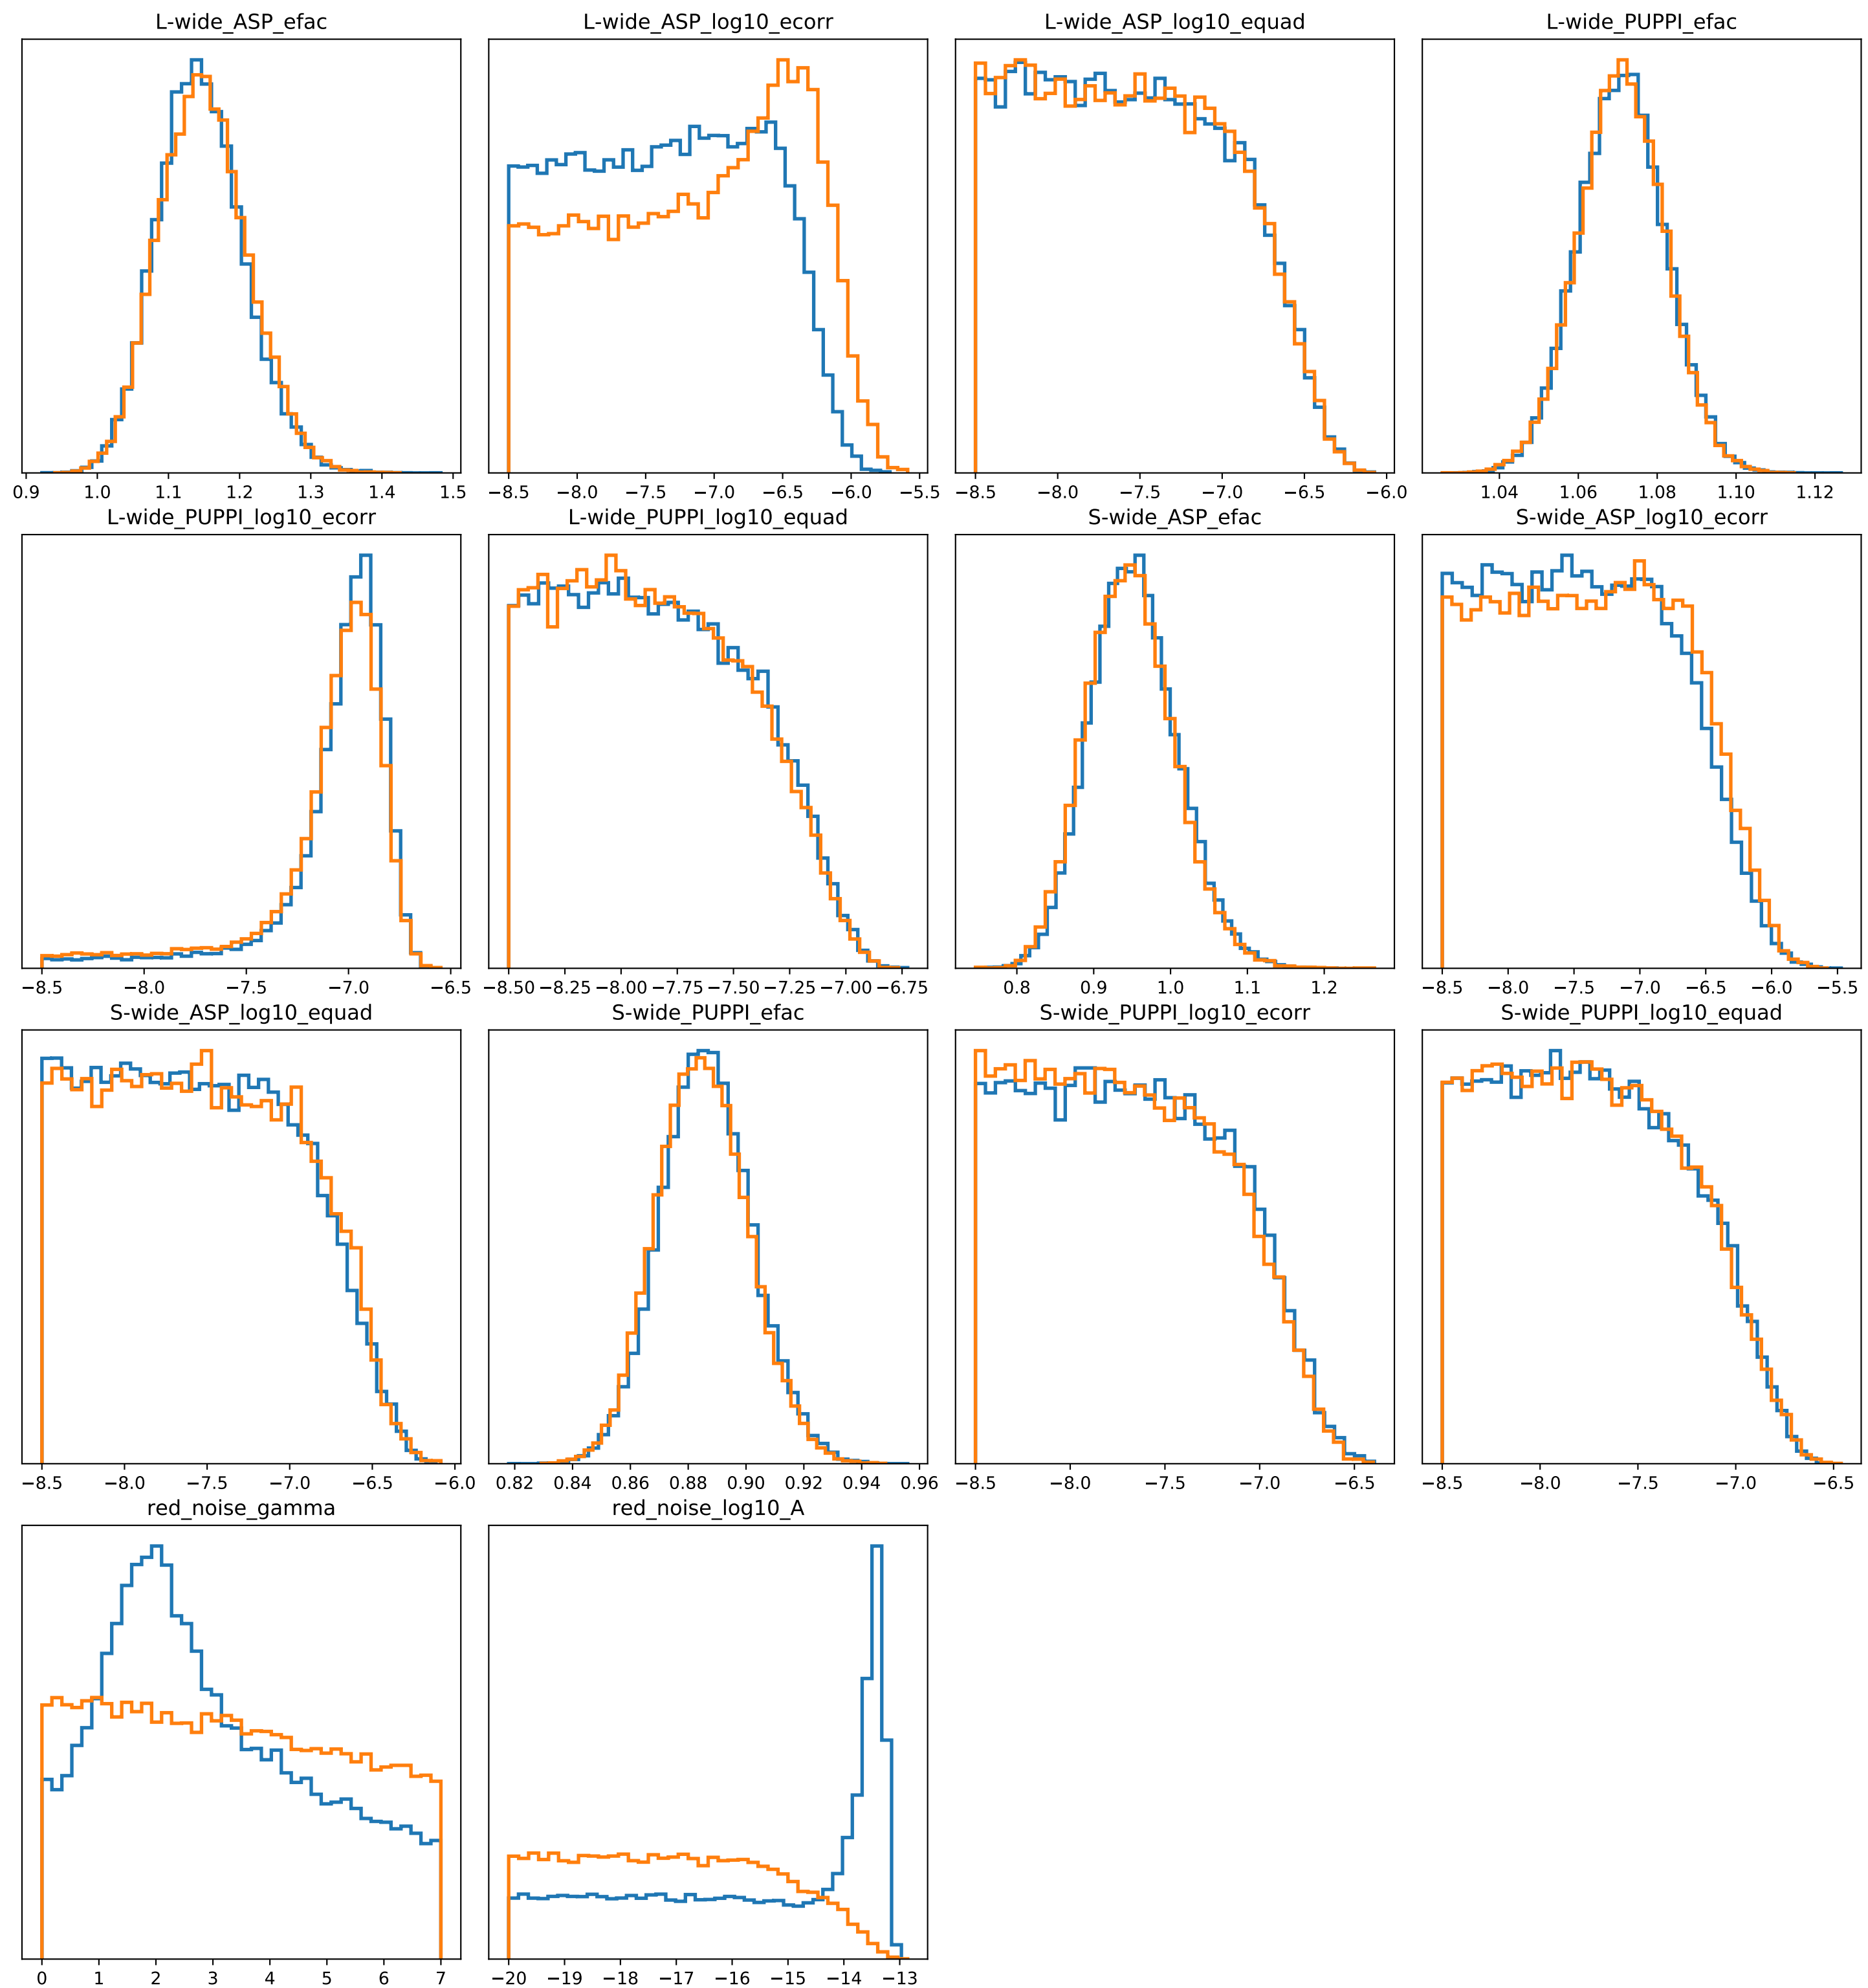 L-wide_ASP_efac L-wide_ASP_log10_ecorr L-wide_ASP_log10_equad L-wide_PUPPI_efac
0.9 1.0 1.1 1.2 1.3 1.4 1.5 −8.5 −8.0 −7.5 −7.0 −6.5 −6.0 −5.5 −8.5 −8.0 −7.5 −7.0 −6.5 −6.0 1.04 1.06 1.08 1.10 1.12
L-wide_PUPPI_log10_ecorr L-wide_PUPPI_log10_equad S-wide_ASP_efac S-wide_ASP_log10_ecorr
−8.5 −8.0 −7.5 −7.0 −6.5 −8.50 −8.25 −8.00 −7.75 −7.50 −7.25 −7.00 −6.75 0.8 0.9 1.0 1.1 1.2 −8.5 −8.0 −7.5 −7.0 −6.5 −6.0 −5.5
S-wide_ASP_log10_equad S-wide_PUPPI_efac S-wide_PUPPI_log10_ecorr S-wide_PUPPI_log10_equad
−8.5 −8.0 −7.5 −7.0 −6.5 −6.0 0.82 0.84 0.86 0.88 0.90 0.92 0.94 0.96 −8.5 −8.0 −7.5 −7.0 −6.5 −8.5 −8.0 −7.5 −7.0 −6.5
red_noise_gamma red_noise_log10_A
0 1 2 3 4 5 6 7 −20 −19 −18 −17 −16 −15 −14 −13